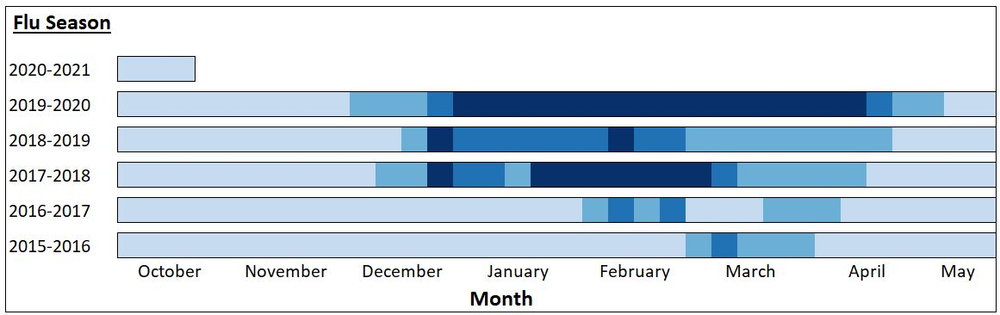 Flu Season
2020-2021
2019-2020
2018-2019
2017-2018
2016-2017
2015-2016
October November December January February March April May
Month